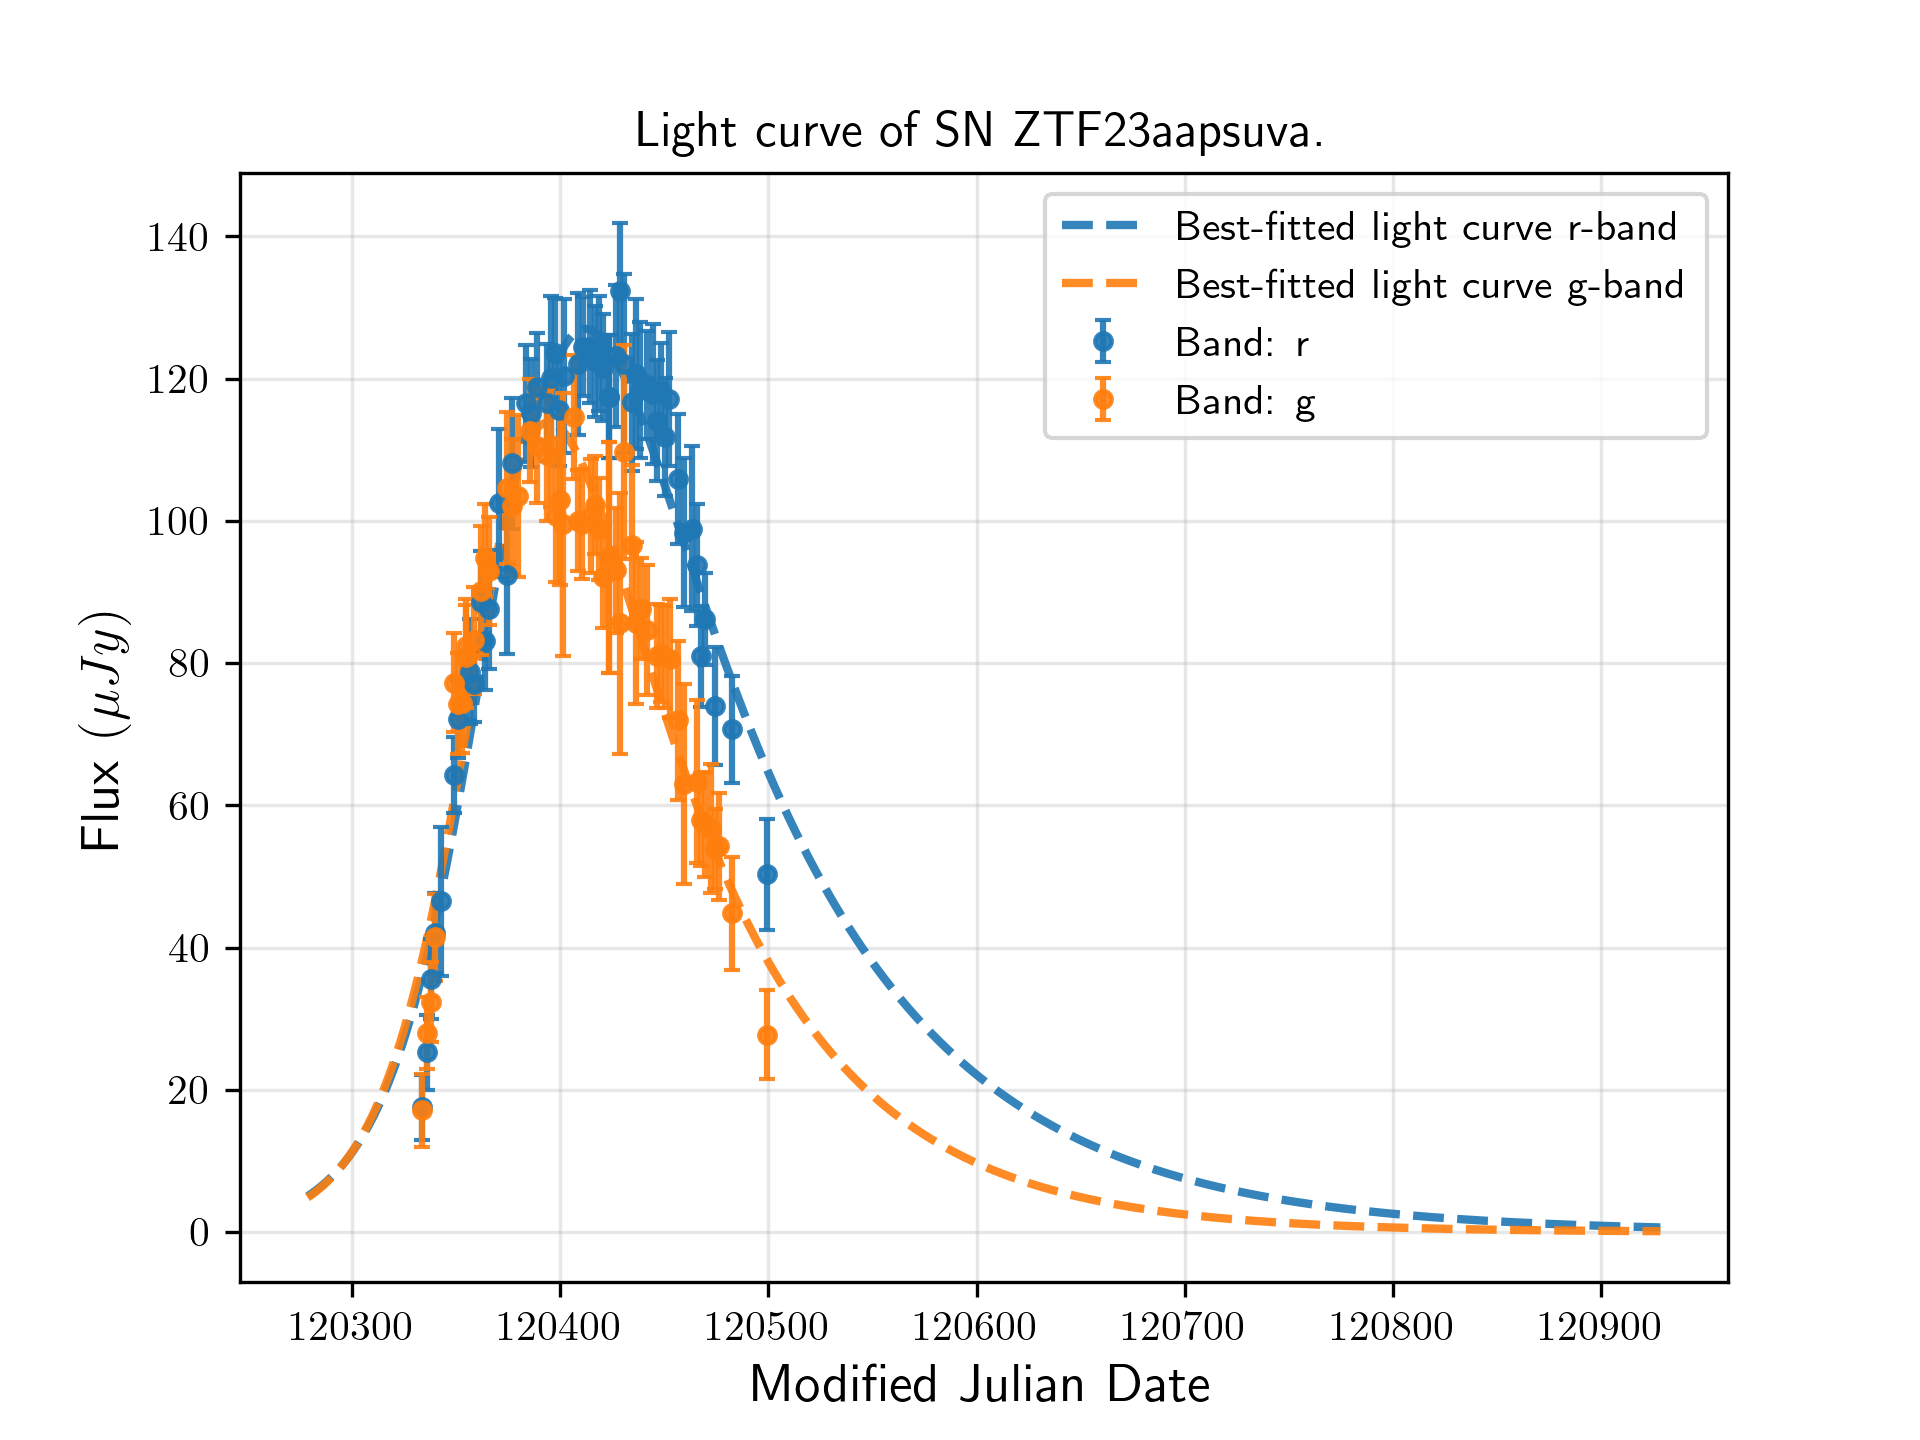 Light curve of SN ZTF23aapsuva.
Best-fitted light curve r-band
Best-fitted light curve g-band
Band: r
Band: g
Flux (μJy)
140
120
100
80
60
40
20
0
120300 120400 120500 120600 120700 120800 120900
Modified Julian Date